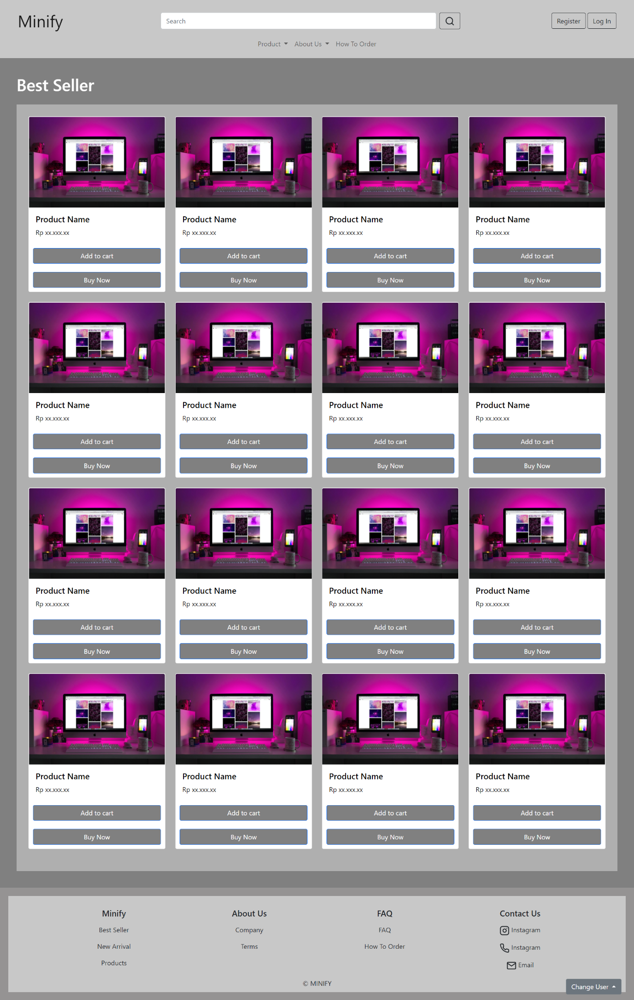 Minify
Search
Register Log In
Product About Us How To Order
Best Seller
Product Name Product Name Product Name Product Name
Rp xx.xxx.xx Rp xx.xxx.xx Rp xx.xxx.xx Rp xx.xxx.xx
Add to cart Add to cart Add to cart Add to cart
Buy Now Buy Now Buy Now Buy Now
Product Name Product Name Product Name Product Name
Rp xx.xxx.xx Rp xx.xxx.xx Rp xx.xxx.xx Rp xx.xxx.xx
Add to cart Add to cart Add to cart Add to cart
Buy Now Buy Now Buy Now Buy Now
Product Name Product Name Product Name Product Name
Rp xx.xxx.xx Rp xx.xxx.xx Rp xx.xxx.xx Rp xx.xxx.xx
Add to cart Add to cart Add to cart Add to cart
Buy Now Buy Now Buy Now Buy Now
Product Name Product Name Product Name Product Name
Rp xx.xxx.xx Rp xx.xxx.xx Rp xx.xxx.xx Rp xx.xxx.xx
Add to cart Add to cart Add to cart Add to cart
Buy Now Buy Now Buy Now Buy Now
Minify About Us FAQ Contact Us
Best Seller Company FAQ Instagram
New Arrival Terms How To Order Instagram
Products Email
© MINIFY
Change User